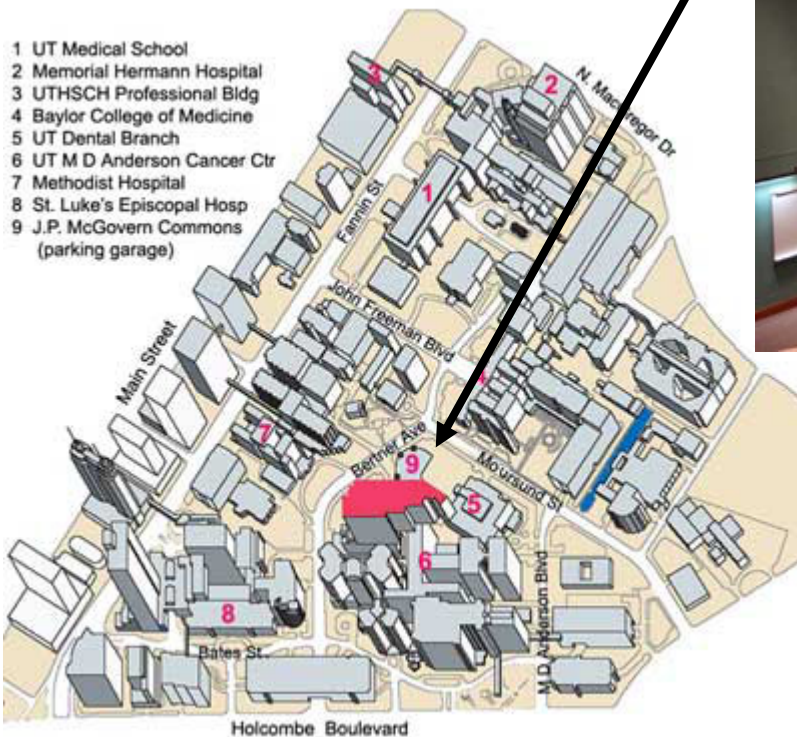 1 UT Medical School
2 Memorial Hermann Hospital
3 UTHSCH Professional Bldg
4 Baylor College of Medicine
5 UT Dental Branch
6 UT M D Anderson Cancer Ctr
7 Methodist Hospital
8 St. Luke's Episcopal Hosp
9 J.P. McGovern Commons
(parking garage)
3
2
N. MacGregor Dr
1
Fannin St
John Freeman Blvd
Main Street
4
7
Bertner Ave
9
Moursund St
5
6
8
M D Anderson Blvd
Bates St.
Holcombe Boulevard